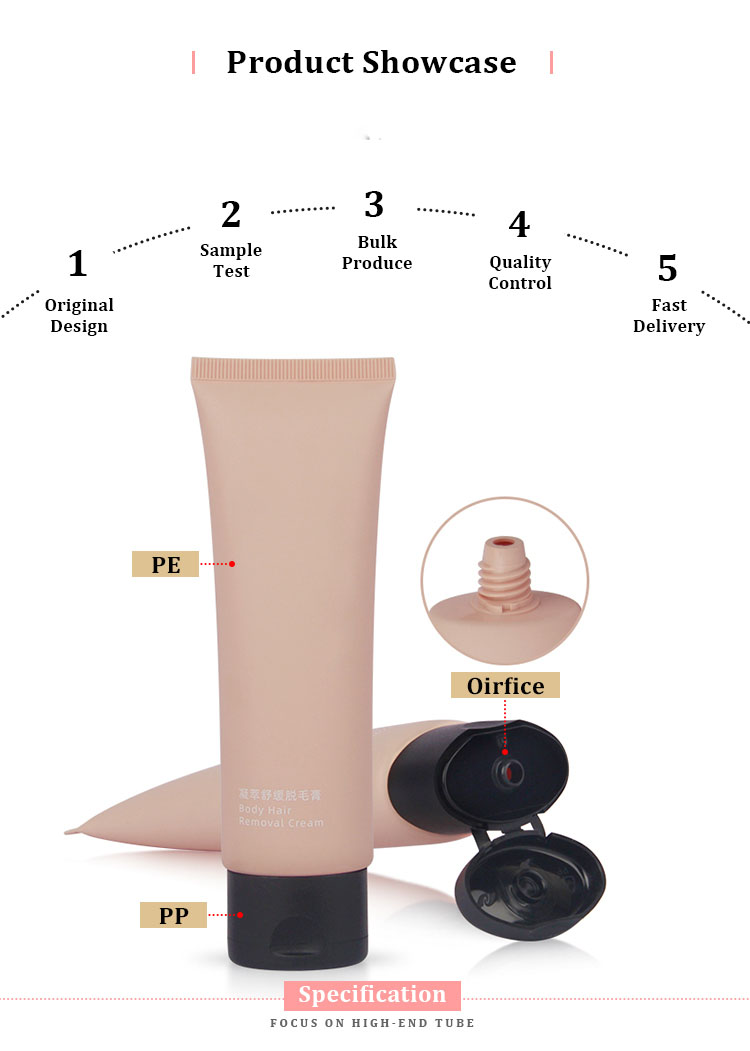 Product Showcase
1
Original
Design
2
Sample
Test
3
Bulk
Produce
4
Quality
Control
5
Fast
Delivery
PE
Oirfice
凝萃舒缓脱毛膏
Body Hair
Removal Cream
PP
Specification
FOCUS ON HIGH-END TUBE